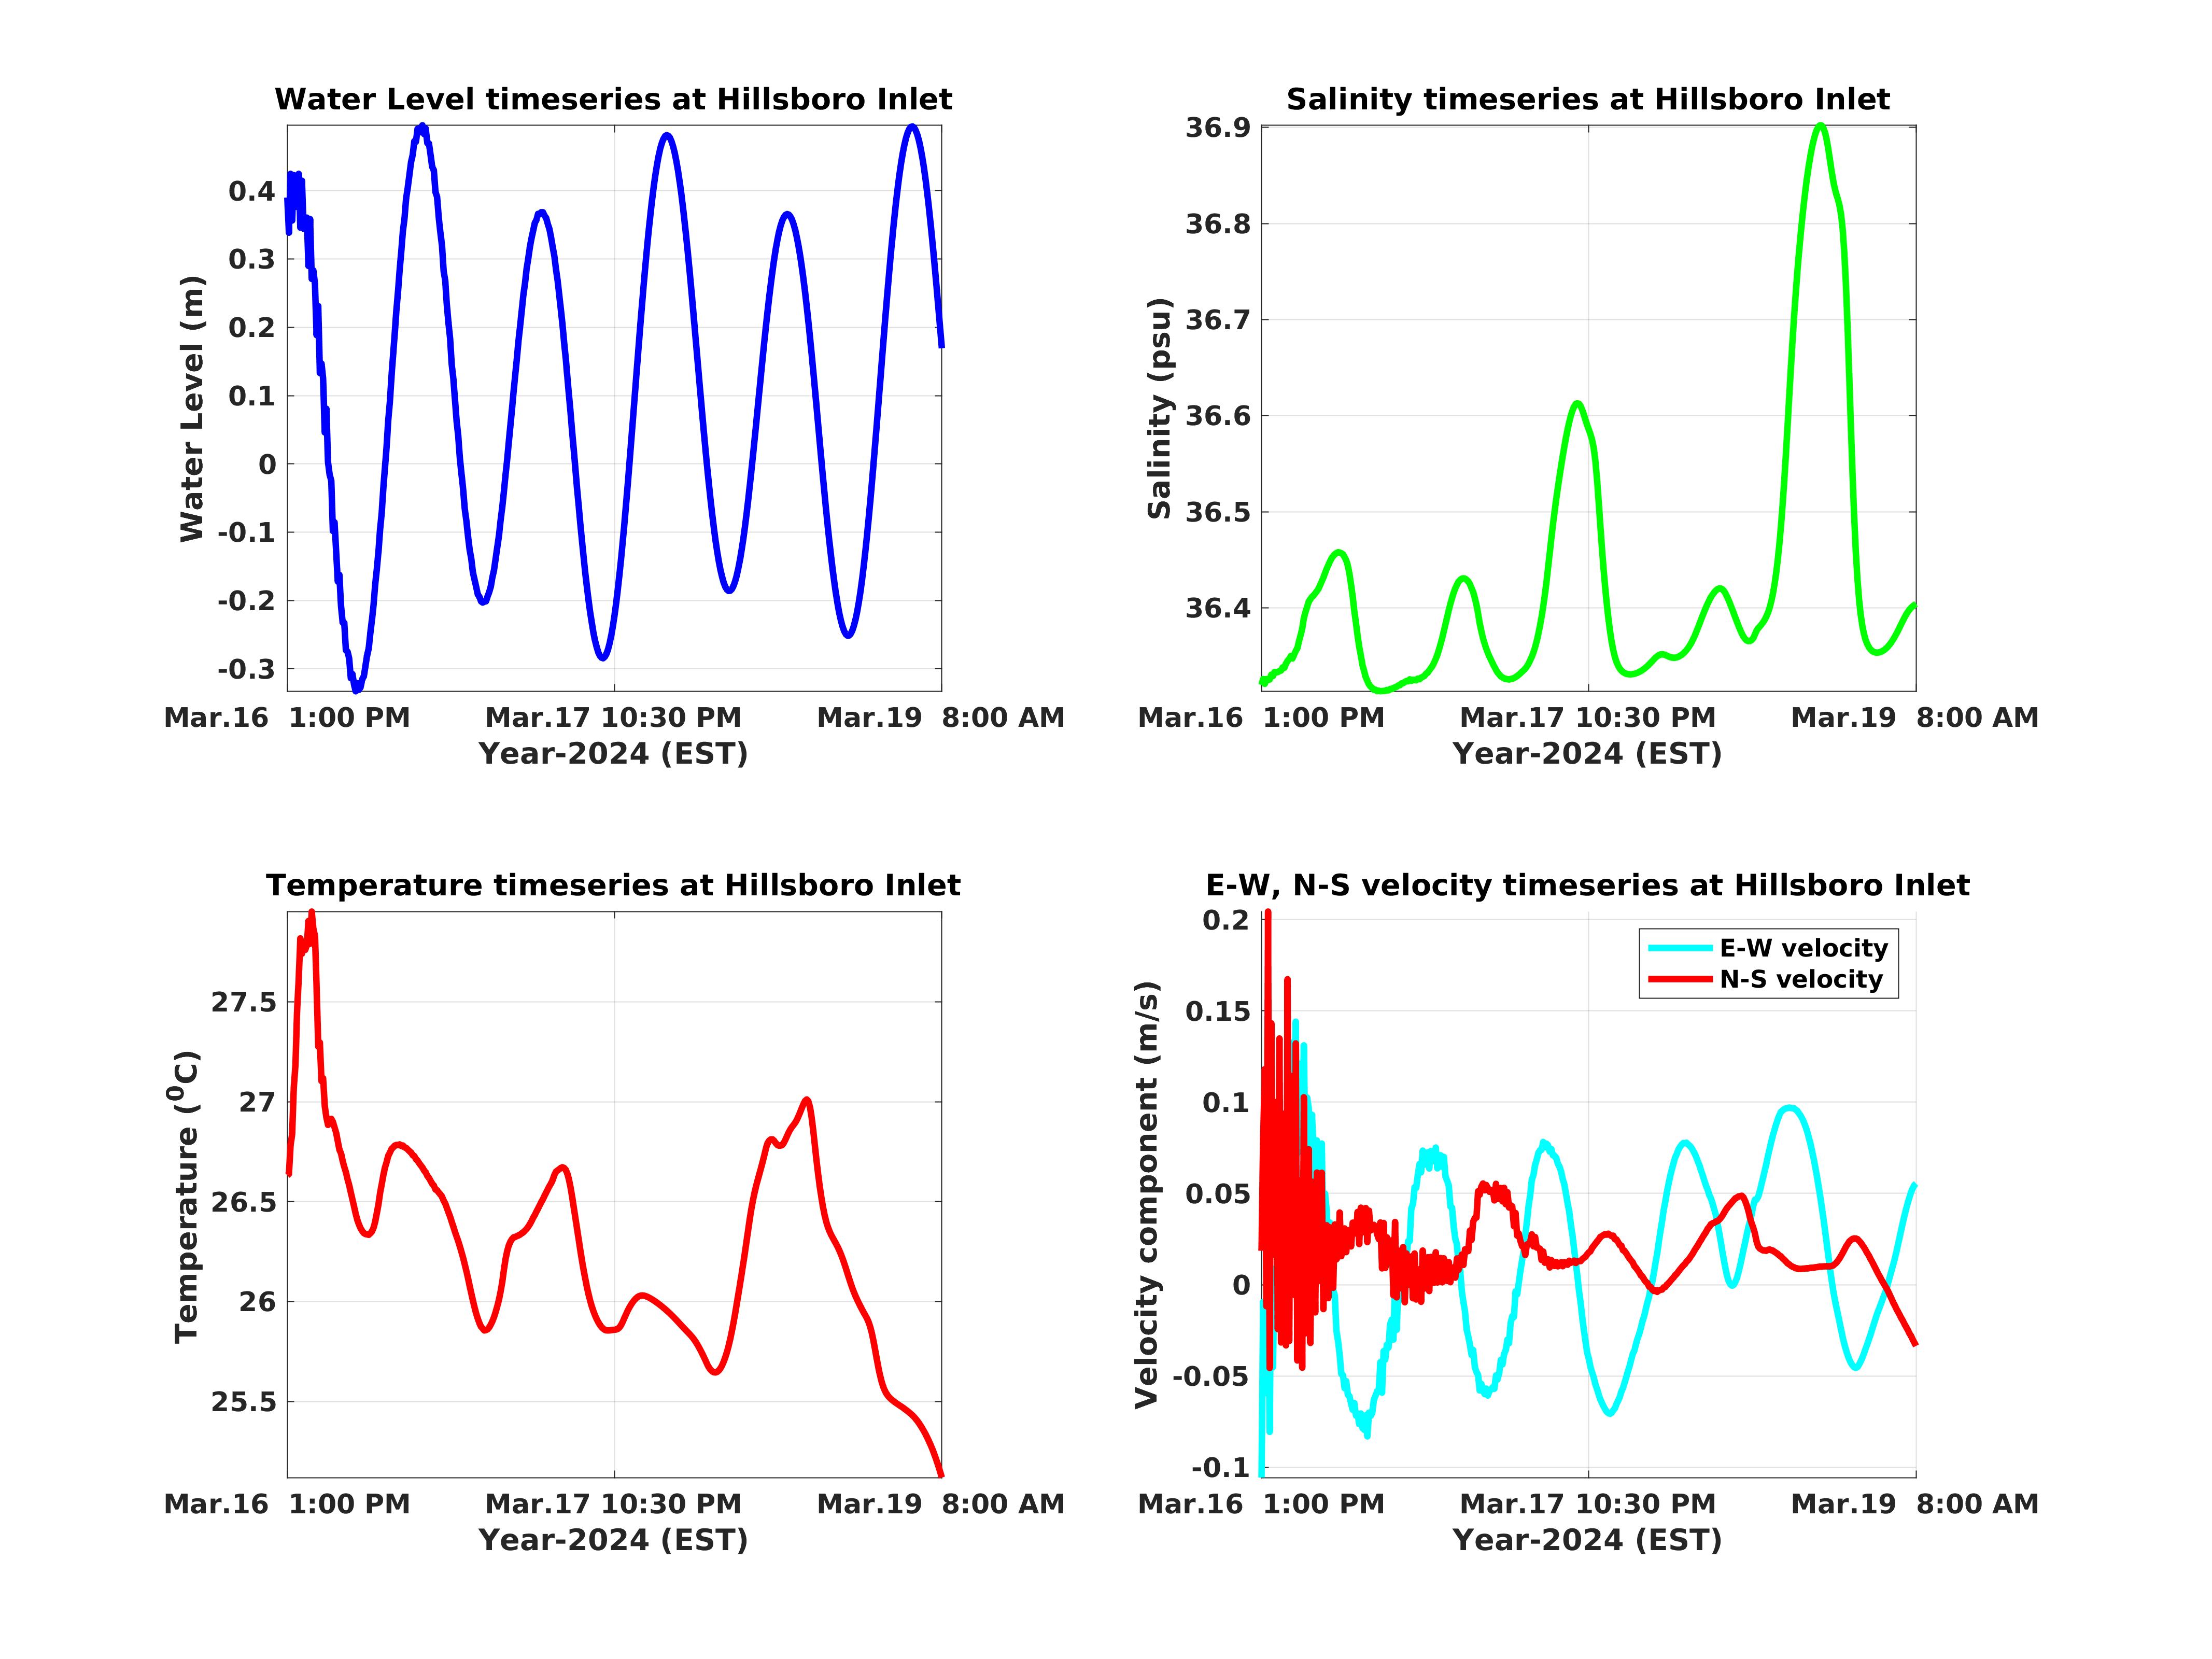 Water Level timeseries at Hillsboro Inlet
Water Level (m)
0.4
0.3
0.2
0.1
0
-0.1
-0.2
-0.3
Mar.16 1:00 PM Mar.17 10:30 PM Mar.19 8:00 AM
Year-2024 (EST)
Salinity timeseries at Hillsboro Inlet
Salinity (psu)
36.9
36.8
36.7
36.6
36.5
36.4
Mar.16 1:00 PM Mar.17 10:30 PM Mar.19 8:00 AM
Year-2024 (EST)
Temperature timeseries at Hillsboro Inlet
Temperature (⁰C)
27.5
27
26.5
26
25.5
Mar.16 1:00 PM Mar.17 10:30 PM Mar.19 8:00 AM
Year-2024 (EST)
E-W, N-S velocity timeseries at Hillsboro Inlet
Velocity component (m/s)
0.2
0.15
0.1
0.05
0
-0.05
-0.1
E-W velocity
N-S velocity
Mar.16 1:00 PM Mar.17 10:30 PM Mar.19 8:00 AM
Year-2024 (EST)